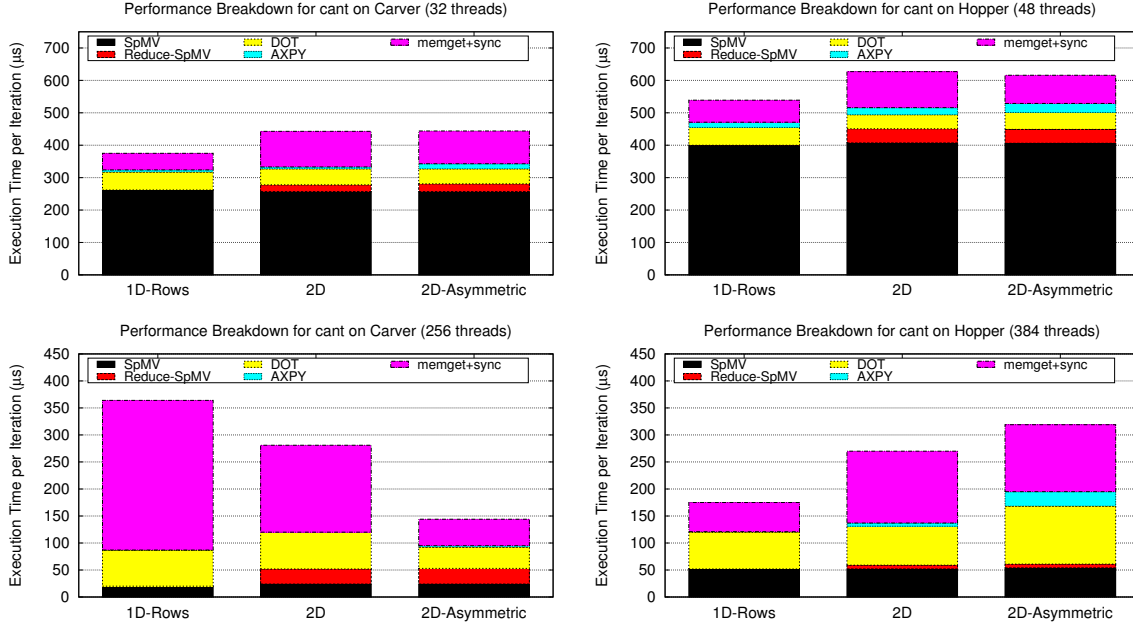 Performance Breakdown for cant on Carver (32 threads)
Execution Time per Iteration (μs)
700
600
500
400
300
200
100
0
SpMV
Reduce-SpMV
DOT
AXPY
memget+sync
1D-Rows 2D 2D-Asymmetric
Performance Breakdown for cant on Hopper (48 threads)
Execution Time per Iteration (μs)
700
600
500
400
300
200
100
0
SpMV
Reduce-SpMV
DOT
AXPY
memget+sync
1D-Rows 2D 2D-Asymmetric
Performance Breakdown for cant on Carver (256 threads)
Execution Time per Iteration (μs)
450
400
350
300
250
200
150
100
50
0
SpMV
Reduce-SpMV
DOT
AXPY
memget+sync
1D-Rows 2D 2D-Asymmetric
Performance Breakdown for cant on Hopper (384 threads)
Execution Time per Iteration (μs)
450
400
350
300
250
200
150
100
50
0
SpMV
Reduce-SpMV
DOT
AXPY
memget+sync
1D-Rows 2D 2D-Asymmetric